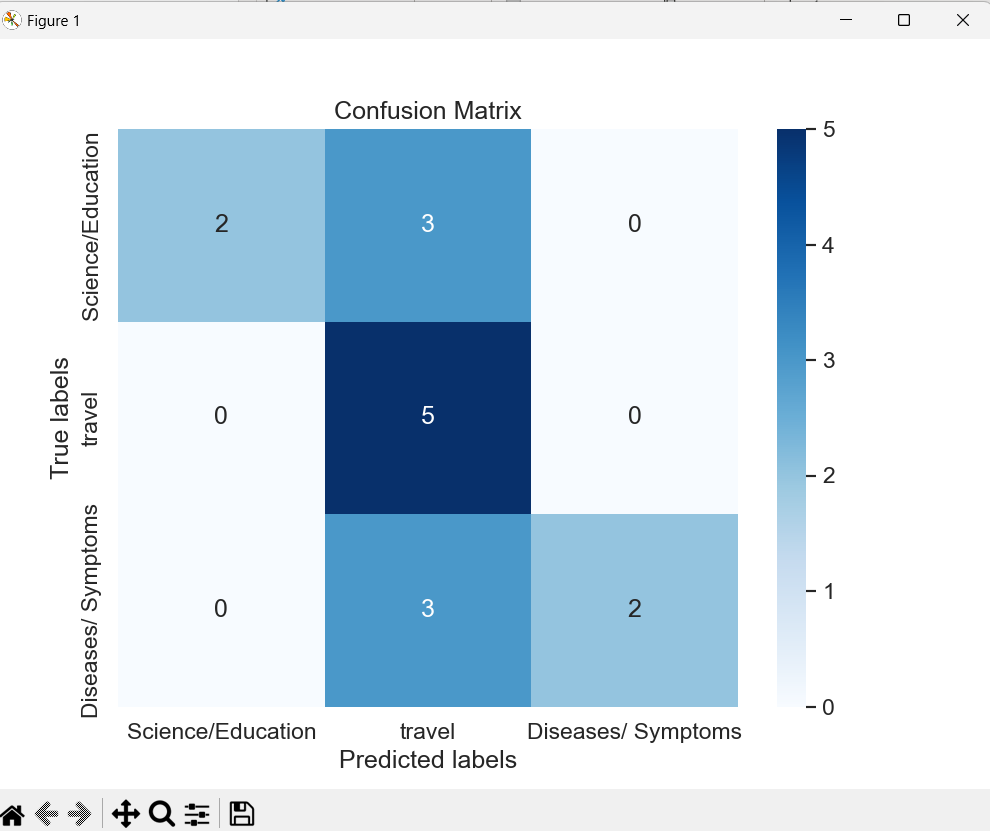 Figure 1
Confusion Matrix
Science/Education
2
3
0
travel
0
5
0
Diseases/ Symptoms
0
3
2
True labels
Science/Education
travel
Diseases/ Symptoms
Predicted labels
5
4
3
2
1
0